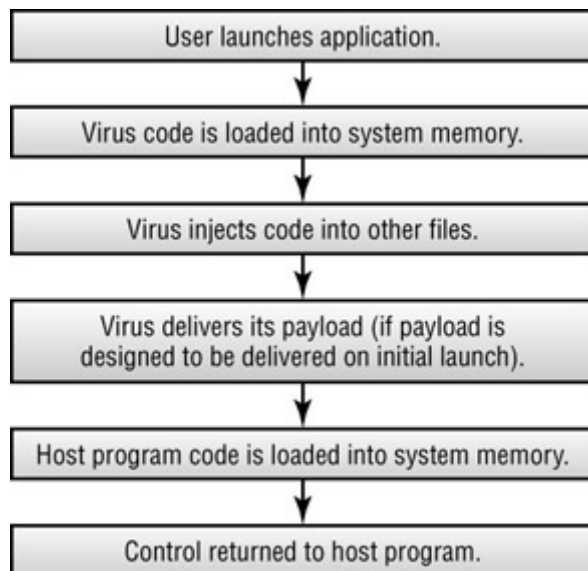 User launches application.
Virus code is loaded into system memory.
Virus injects code into other files.
Virus delivers its payload (if payload is
designed to be delivered on initial launch).
Host program code is loaded into system memory.
Control returned to host program.